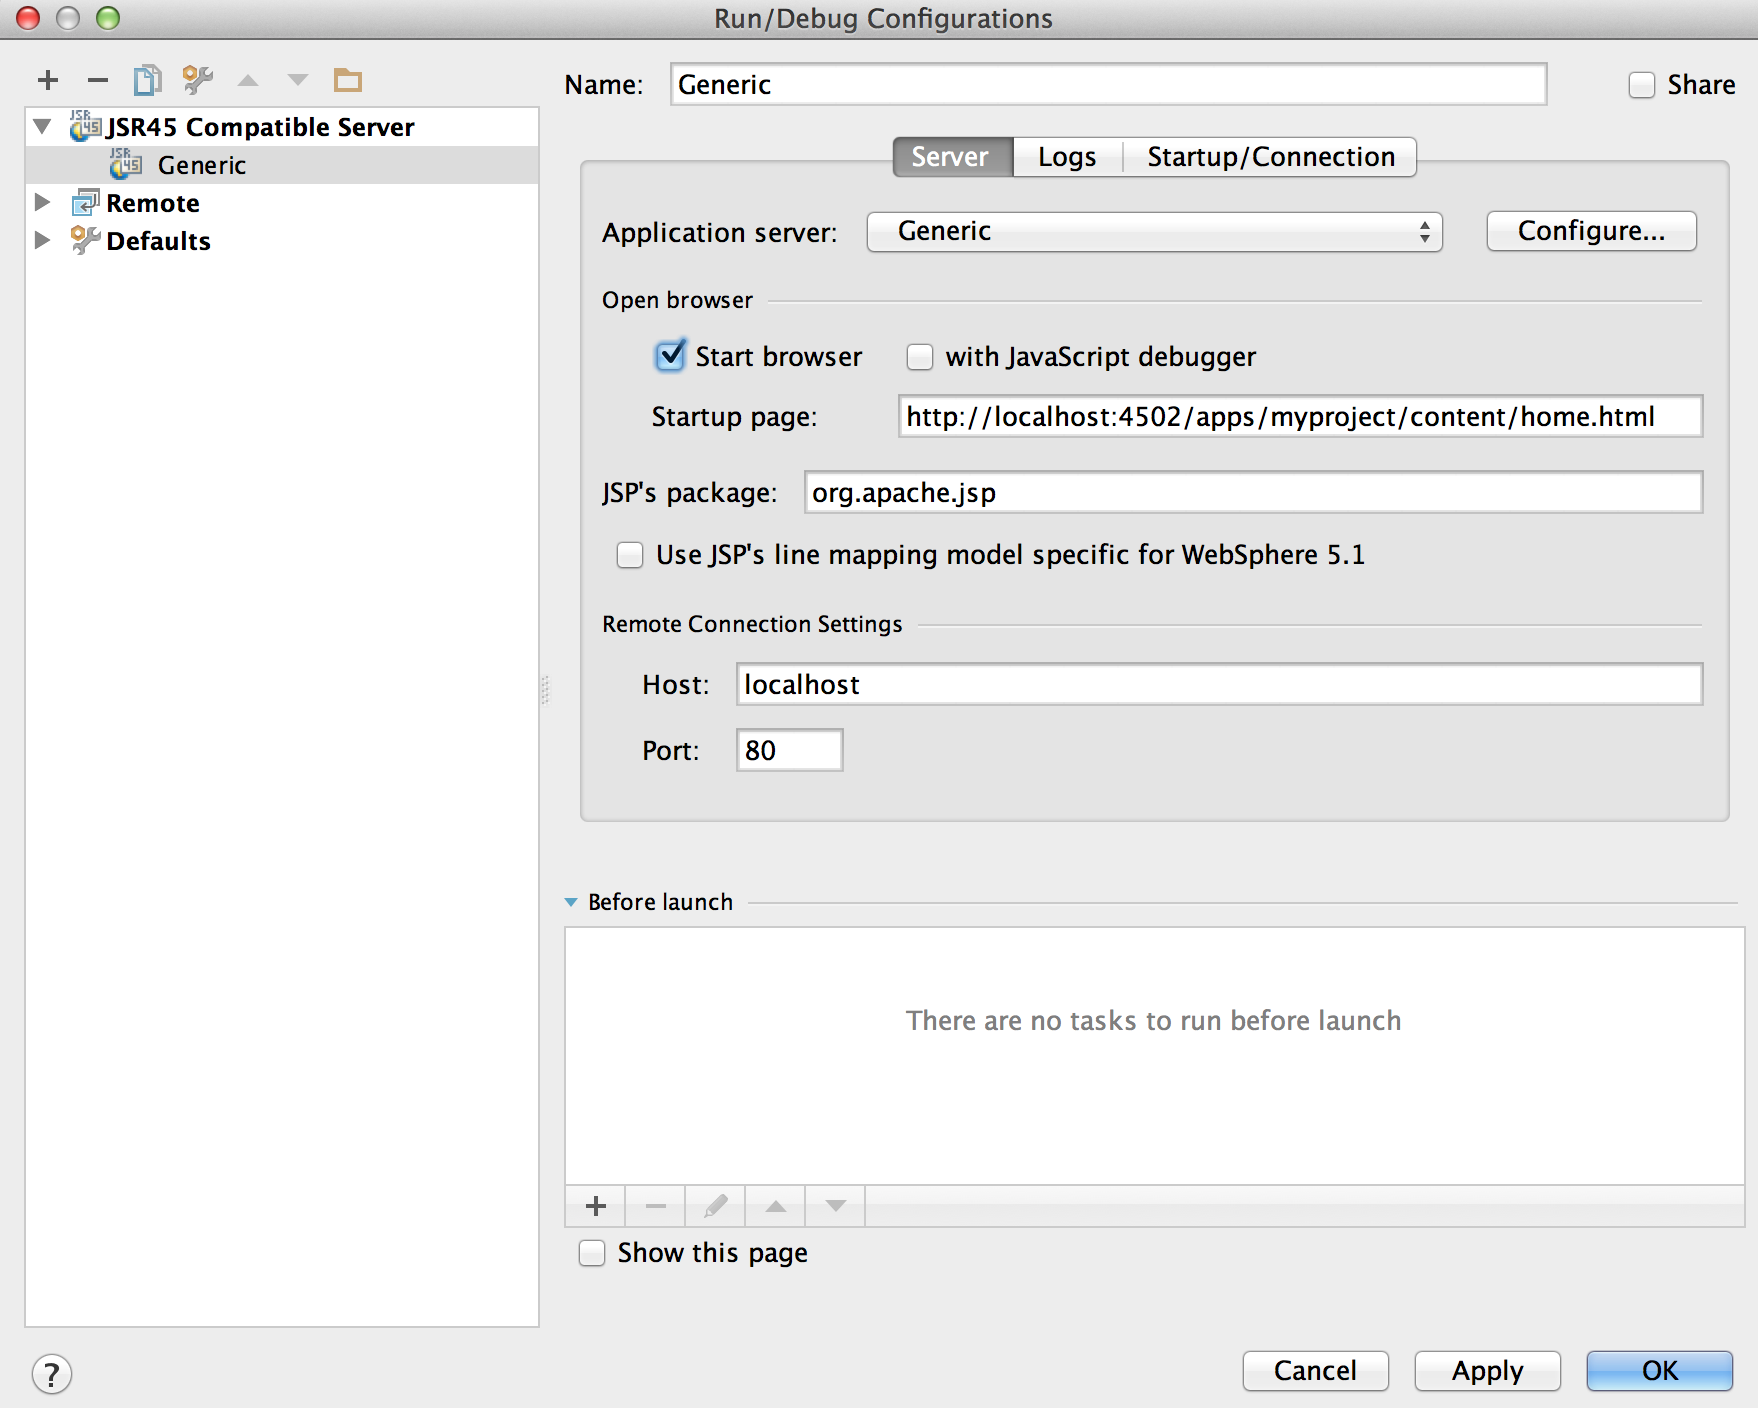 Run/Debug Configurations
Name: Generic
Share
JSR45 Compatible Server
Generic
Remote
Defaults
Server Logs Startup/Connection
Application server: Generic Configure...
Open browser
Start browser with JavaScript debugger
Startup page: http://localhost:4502/apps/myproject/content/home.html
JSP's package: org.apache.jsp
Use JSP's line mapping model specific for WebSphere 5.1
Remote Connection Settings
Host: localhost
Port: 80
Before launch
There are no tasks to run before launch
Show this page
? Cancel Apply OK